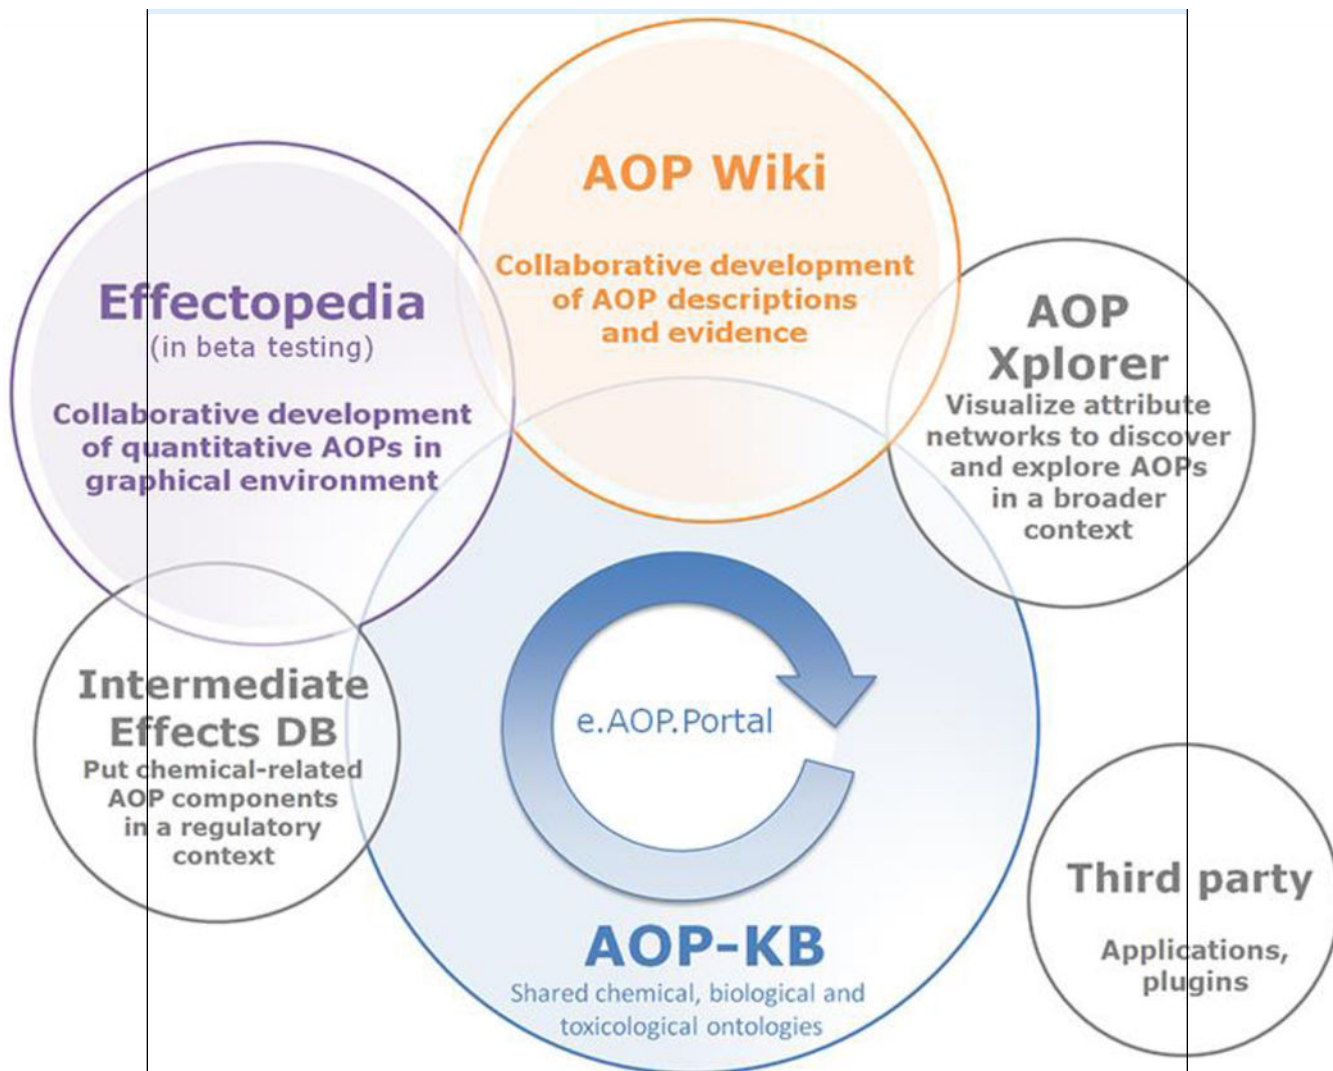 AOP Wiki
Collaborative development
of AOP descriptions
and evidence
Effectopedia
(in beta testing)
Collaborative development
of quantitative AOPs in
graphical environment
AOP
Xplorer
Visualize attribute
networks to discover
and explore AOPs
in a broader
context
Intermediate
Effects DB
Put chemical-related
AOP components
in a regulatory
context
e.AOP.Portal
AOP-KB
Shared chemical, biological and
toxicological ontologies
Third party
Applications,
plugins